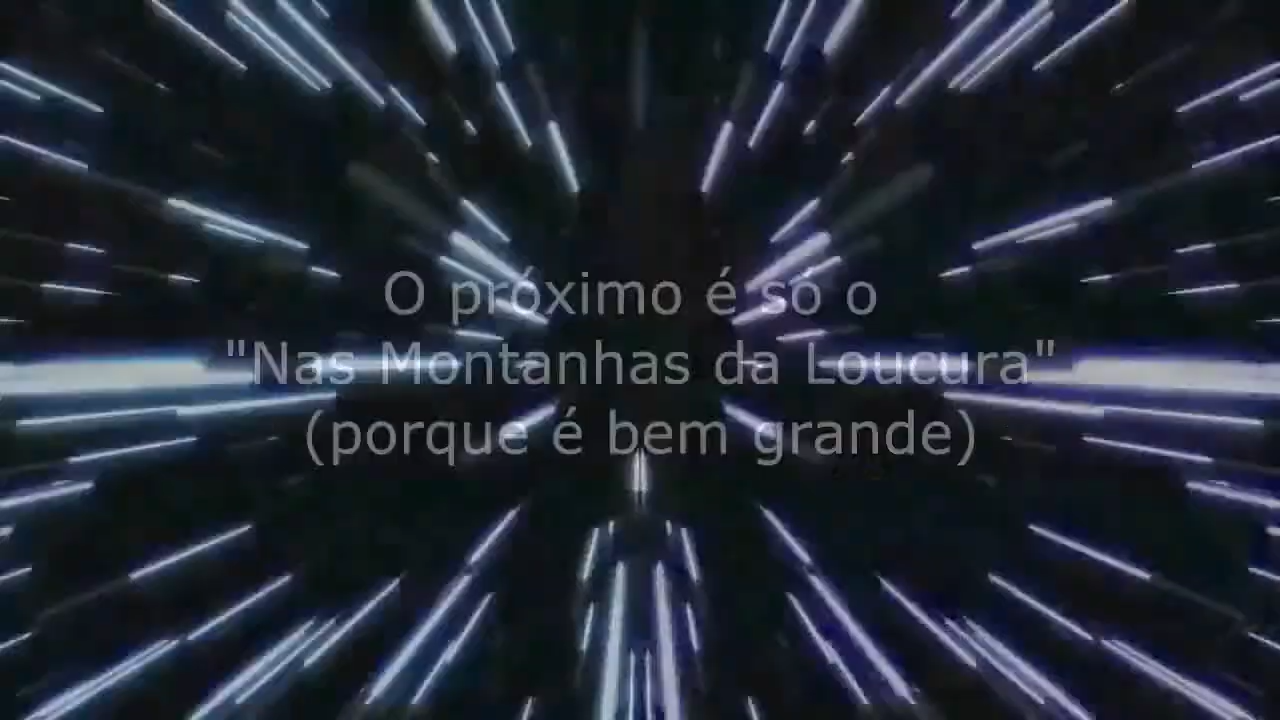 O próximo é só o
"Nas Montanhas da Loucura"
(porque é bem grande)